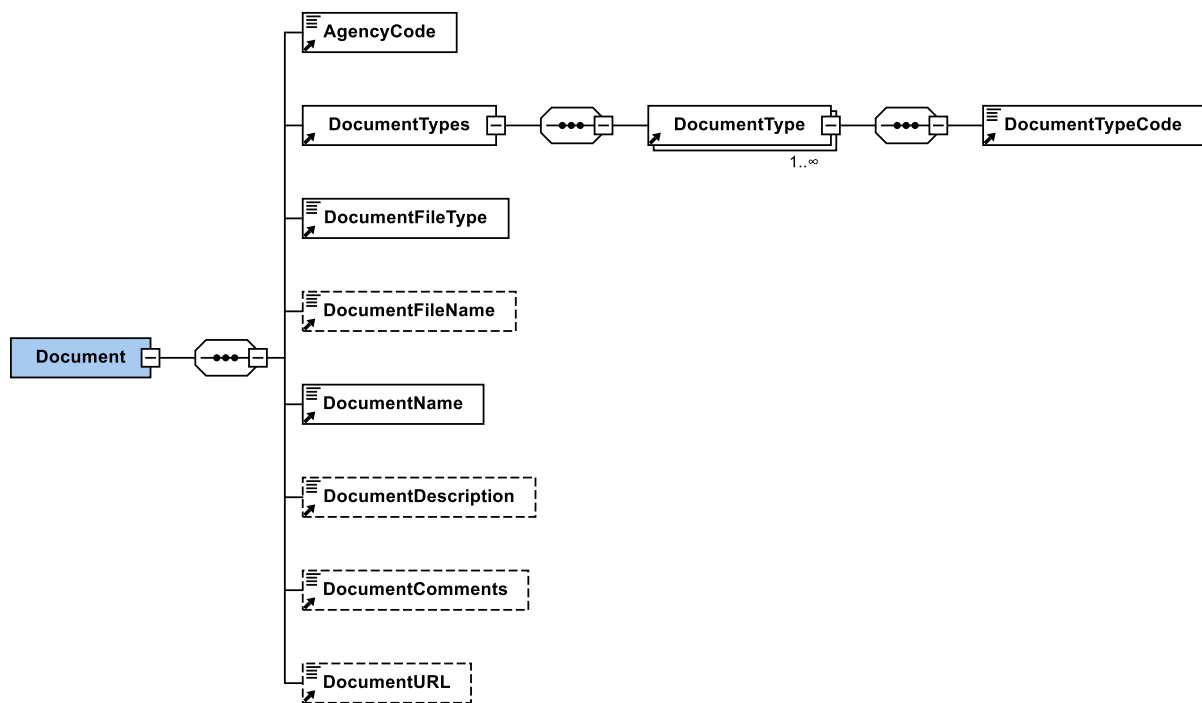 AgencyCode
DocumentTypes
DocumentType
1..∞
DocumentTypeCode
DocumentFileType
DocumentFileName
Document
DocumentName
DocumentDescription
DocumentComments
DocumentURL